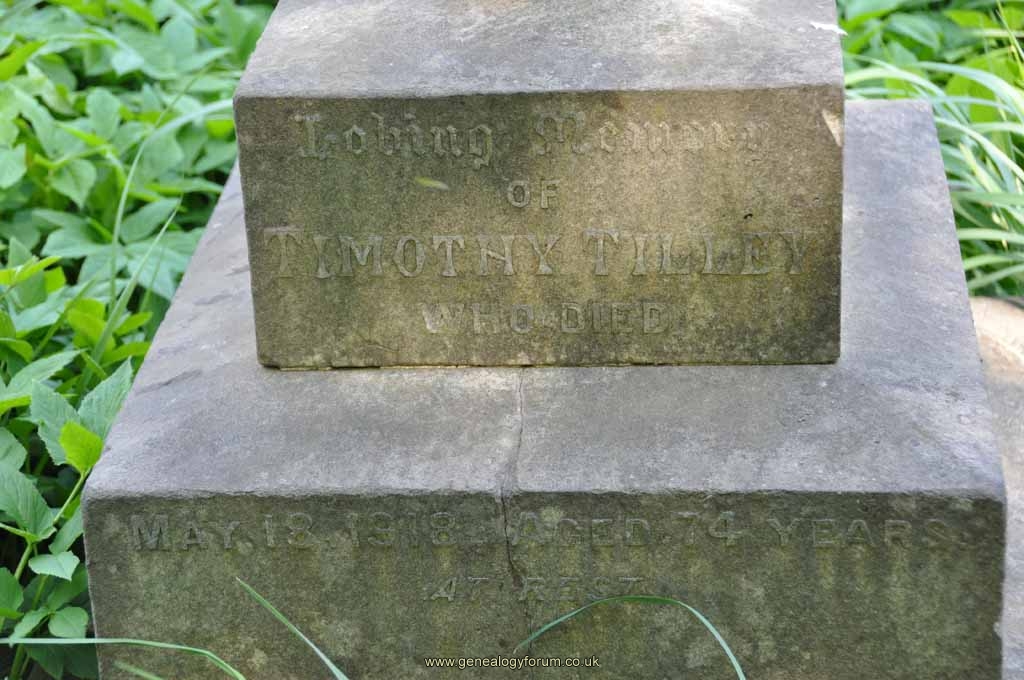 Loving Memory
OF
TIMOTHY TILLEY
WHO DIED
MAY 18, 1918. AGED 74 YEARS.
AT REST
www.genealogyforum.co.uk